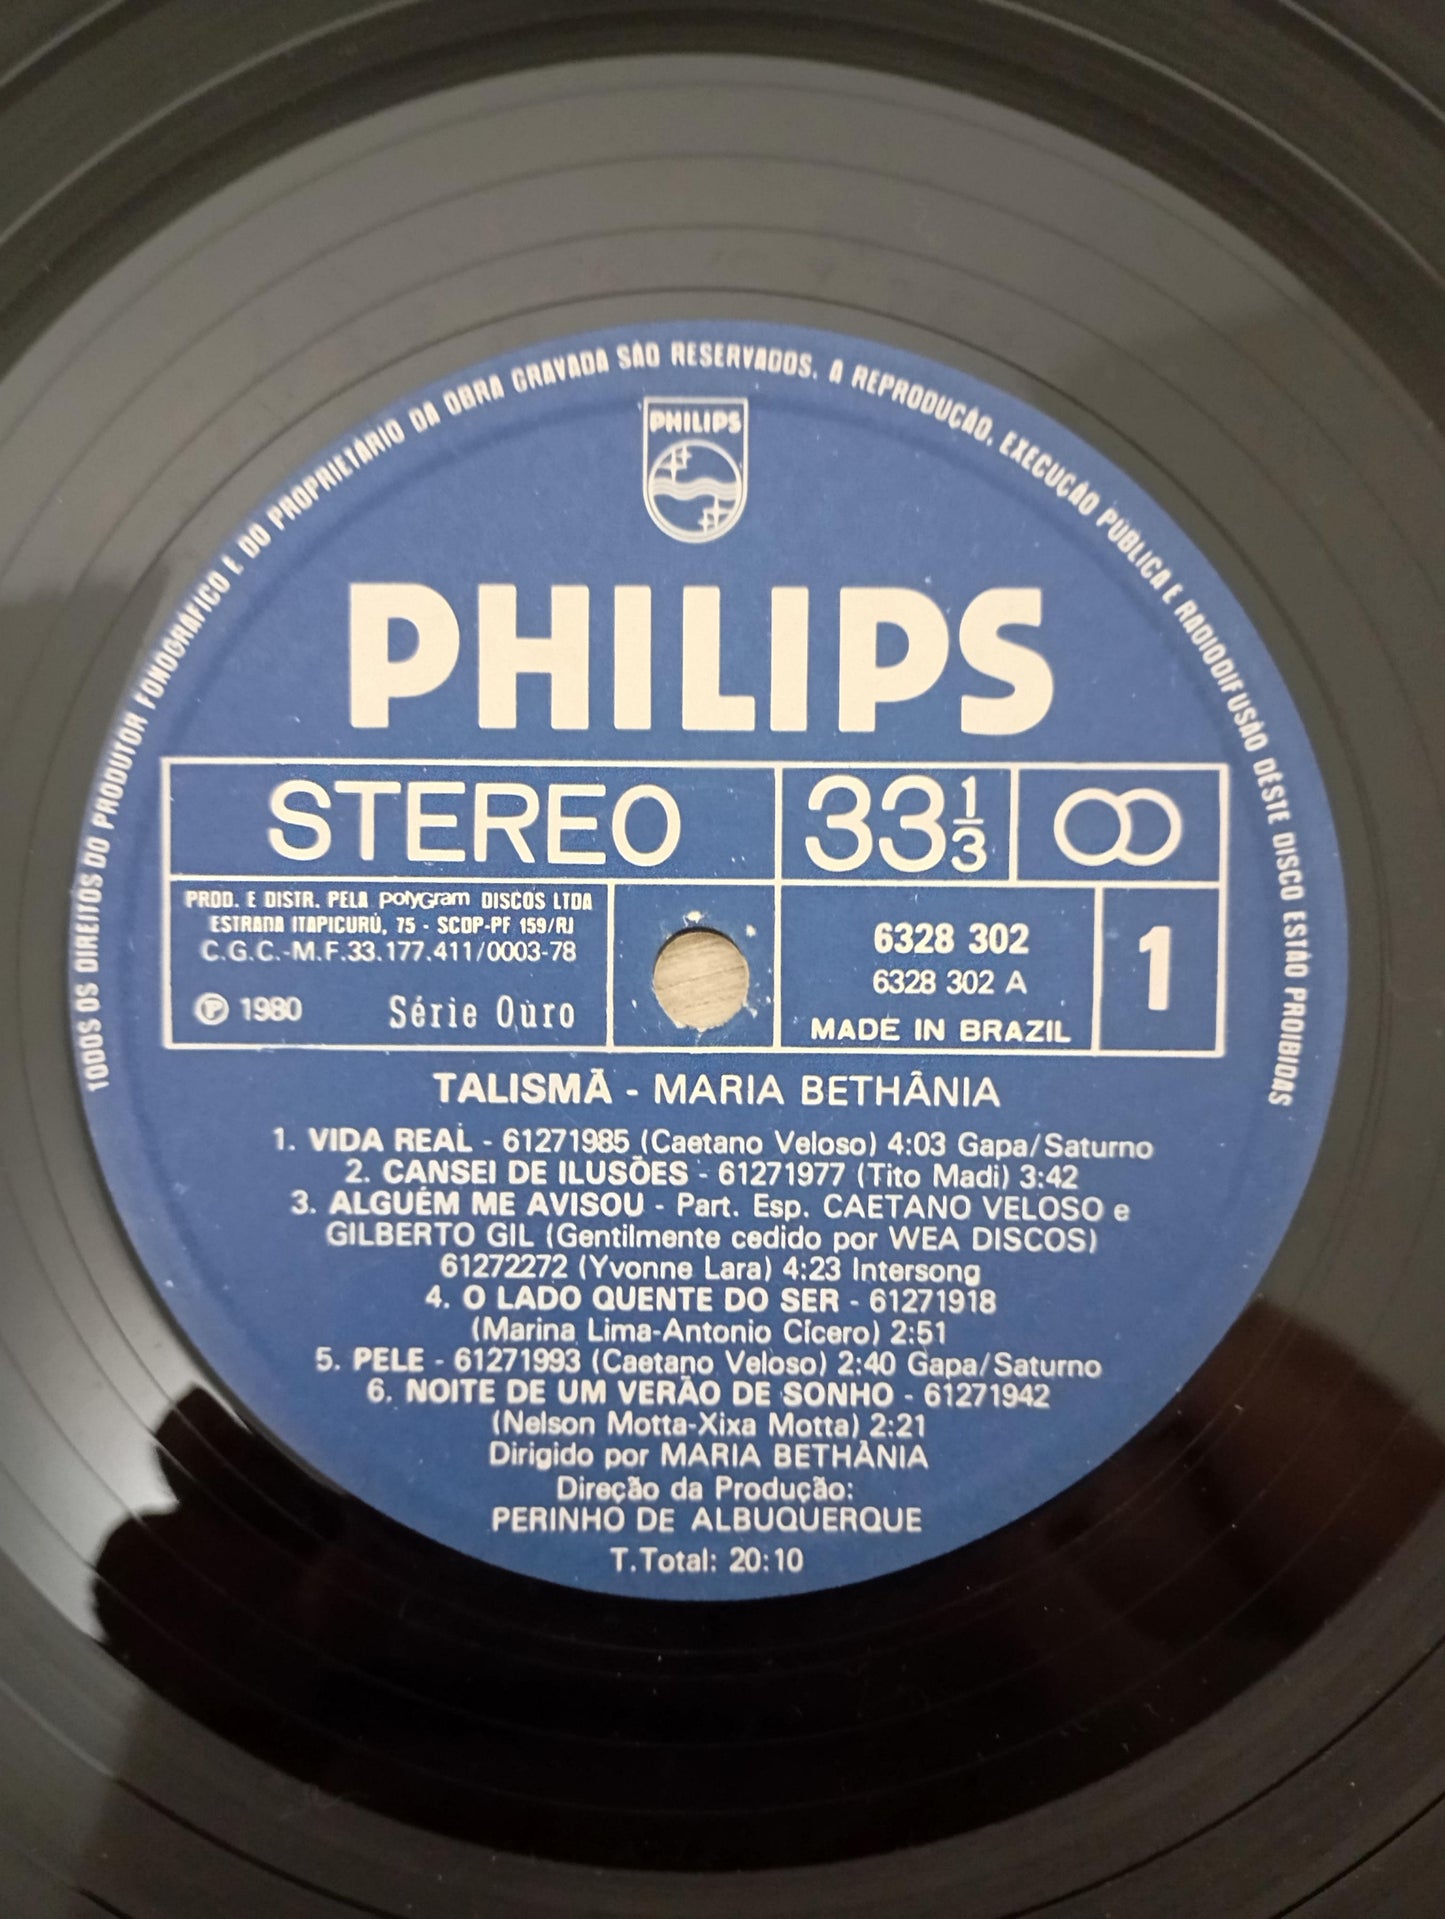 TODOS OS DIREITOS DO PRODUTOR FONOGRÁFICO E DO PROPRIETÁRIO DA OBRA GRAVADA SÃO RESERVADOS. A REPRODUÇÃO, EXECUÇÃO PÚBLICA E RADIODIFUSÃO DÊSTE DISCO ESTÃO PROIBIDAS
PHILIPS
PHILIPS
STEREO
33 1/3
PROD. E DISTR. PELA polyGram DISCOS LTDA
ESTRADA ITAPICURÚ, 75 - SCDP-PF 159/RJ
C.G.C.-M.F.33.177.411/0003-78
℗ 1980 Série Ouro
6328 302
6328 302 A
MADE IN BRAZIL
1
TALISMÃ - MARIA BETHÂNIA
1. VIDA REAL - 61271985 (Caetano Veloso) 4:03 Gapa/Saturno
2. CANSEI DE ILUSÕES - 61271977 (Tito Madi) 3:42
3. ALGUÉM ME AVISOU - Part. Esp. CAETANO VELOSO e
GILBERTO GIL (Gentilmente cedido por WEA DISCOS)
61272272 (Yvonne Lara) 4:23 Intersong
4. O LADO QUENTE DO SER - 61271918
(Marina Lima-Antonio Cícero) 2:51
5. PELE - 61271993 (Caetano Veloso) 2:40 Gapa/Saturno
6. NOITE DE UM VERÃO DE SONHO - 61271942
(Nelson Motta-Xixa Motta) 2:21
Dirigido por MARIA BETHÂNIA
Direção da Produção:
PERINHO DE ALBUQUERQUE
T.Total: 20:10